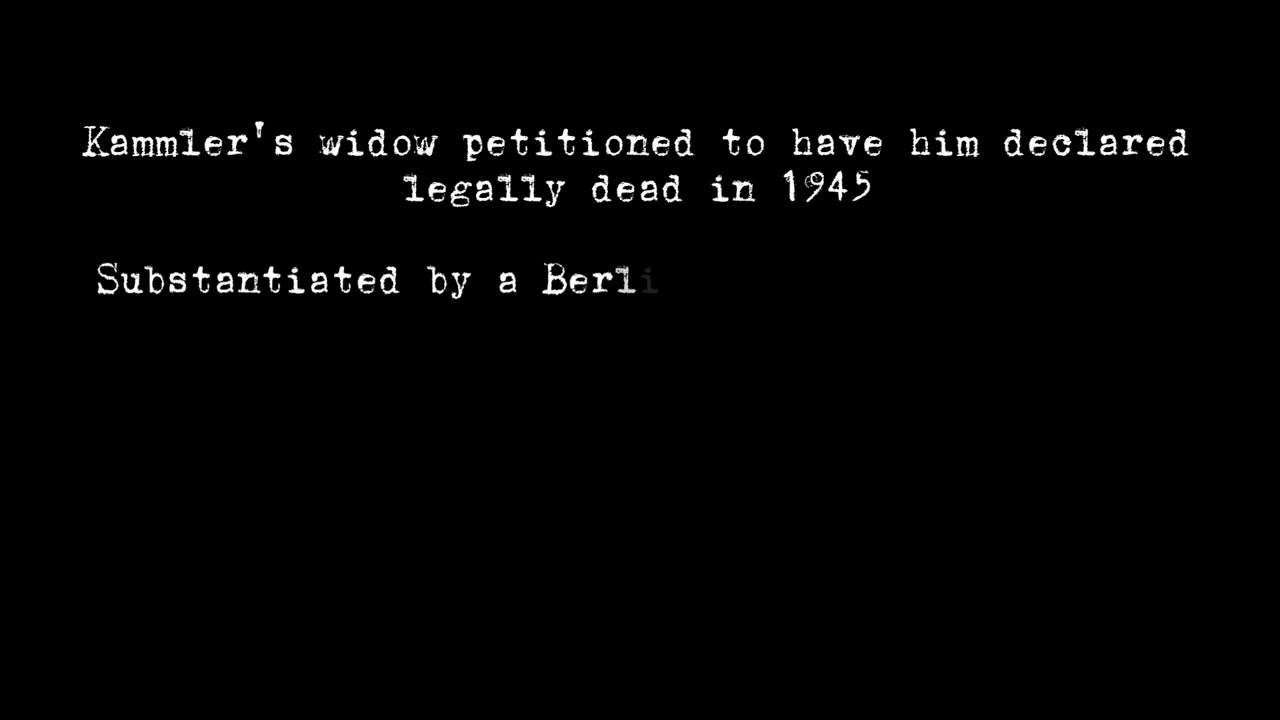 Kammler's widow petitioned to have him declared
legally dead in 1945
Substantiated by a Berli